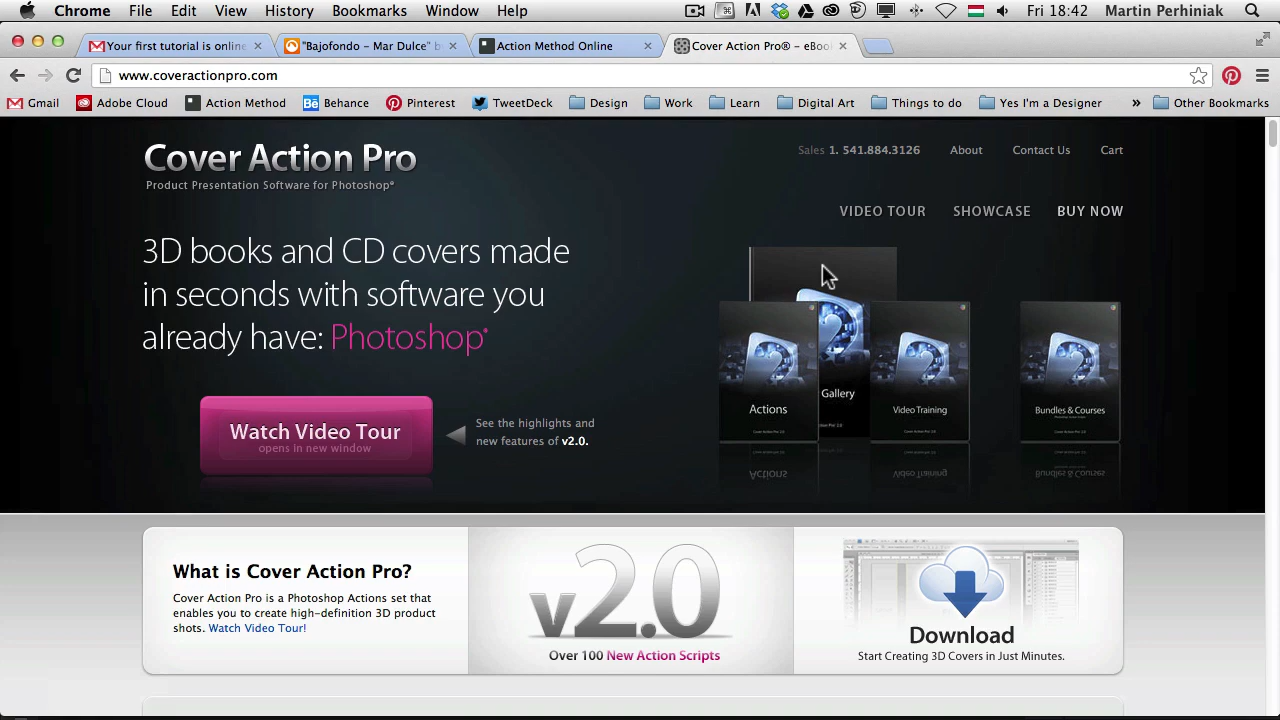 Chrome File Edit View History Bookmarks Window Help Fri 18:42 Martin Perhiniak
Your first tutorial is online
"Bajofondo – Mar Dulce" b
Action Method Online
Cover Action Pro® – eBoo
www.coveractionpro.com
Gmail Adobe Cloud Action Method Behance Pinterest TweetDeck Design Work Learn Digital Art Things to do Yes I'm a Designer » Other Bookmarks
Cover Action Pro
Product Presentation Software for Photoshop®
Sales 1. 541.884.3126 About Contact Us Cart
VIDEO TOUR SHOWCASE BUY NOW
3D books and CD covers made
in seconds with software you
already have: Photoshop®
Watch Video Tour
opens in new window
See the highlights and
new features of v2.0.
Actions
Gallery
Video Training
Bundles & Courses
What is Cover Action Pro?
Cover Action Pro is a Photoshop Actions set that
enables you to create high-definition 3D product
shots. Watch Video Tour!
v2.0
Over 100 New Action Scripts
Download
Start Creating 3D Covers in Just Minutes.